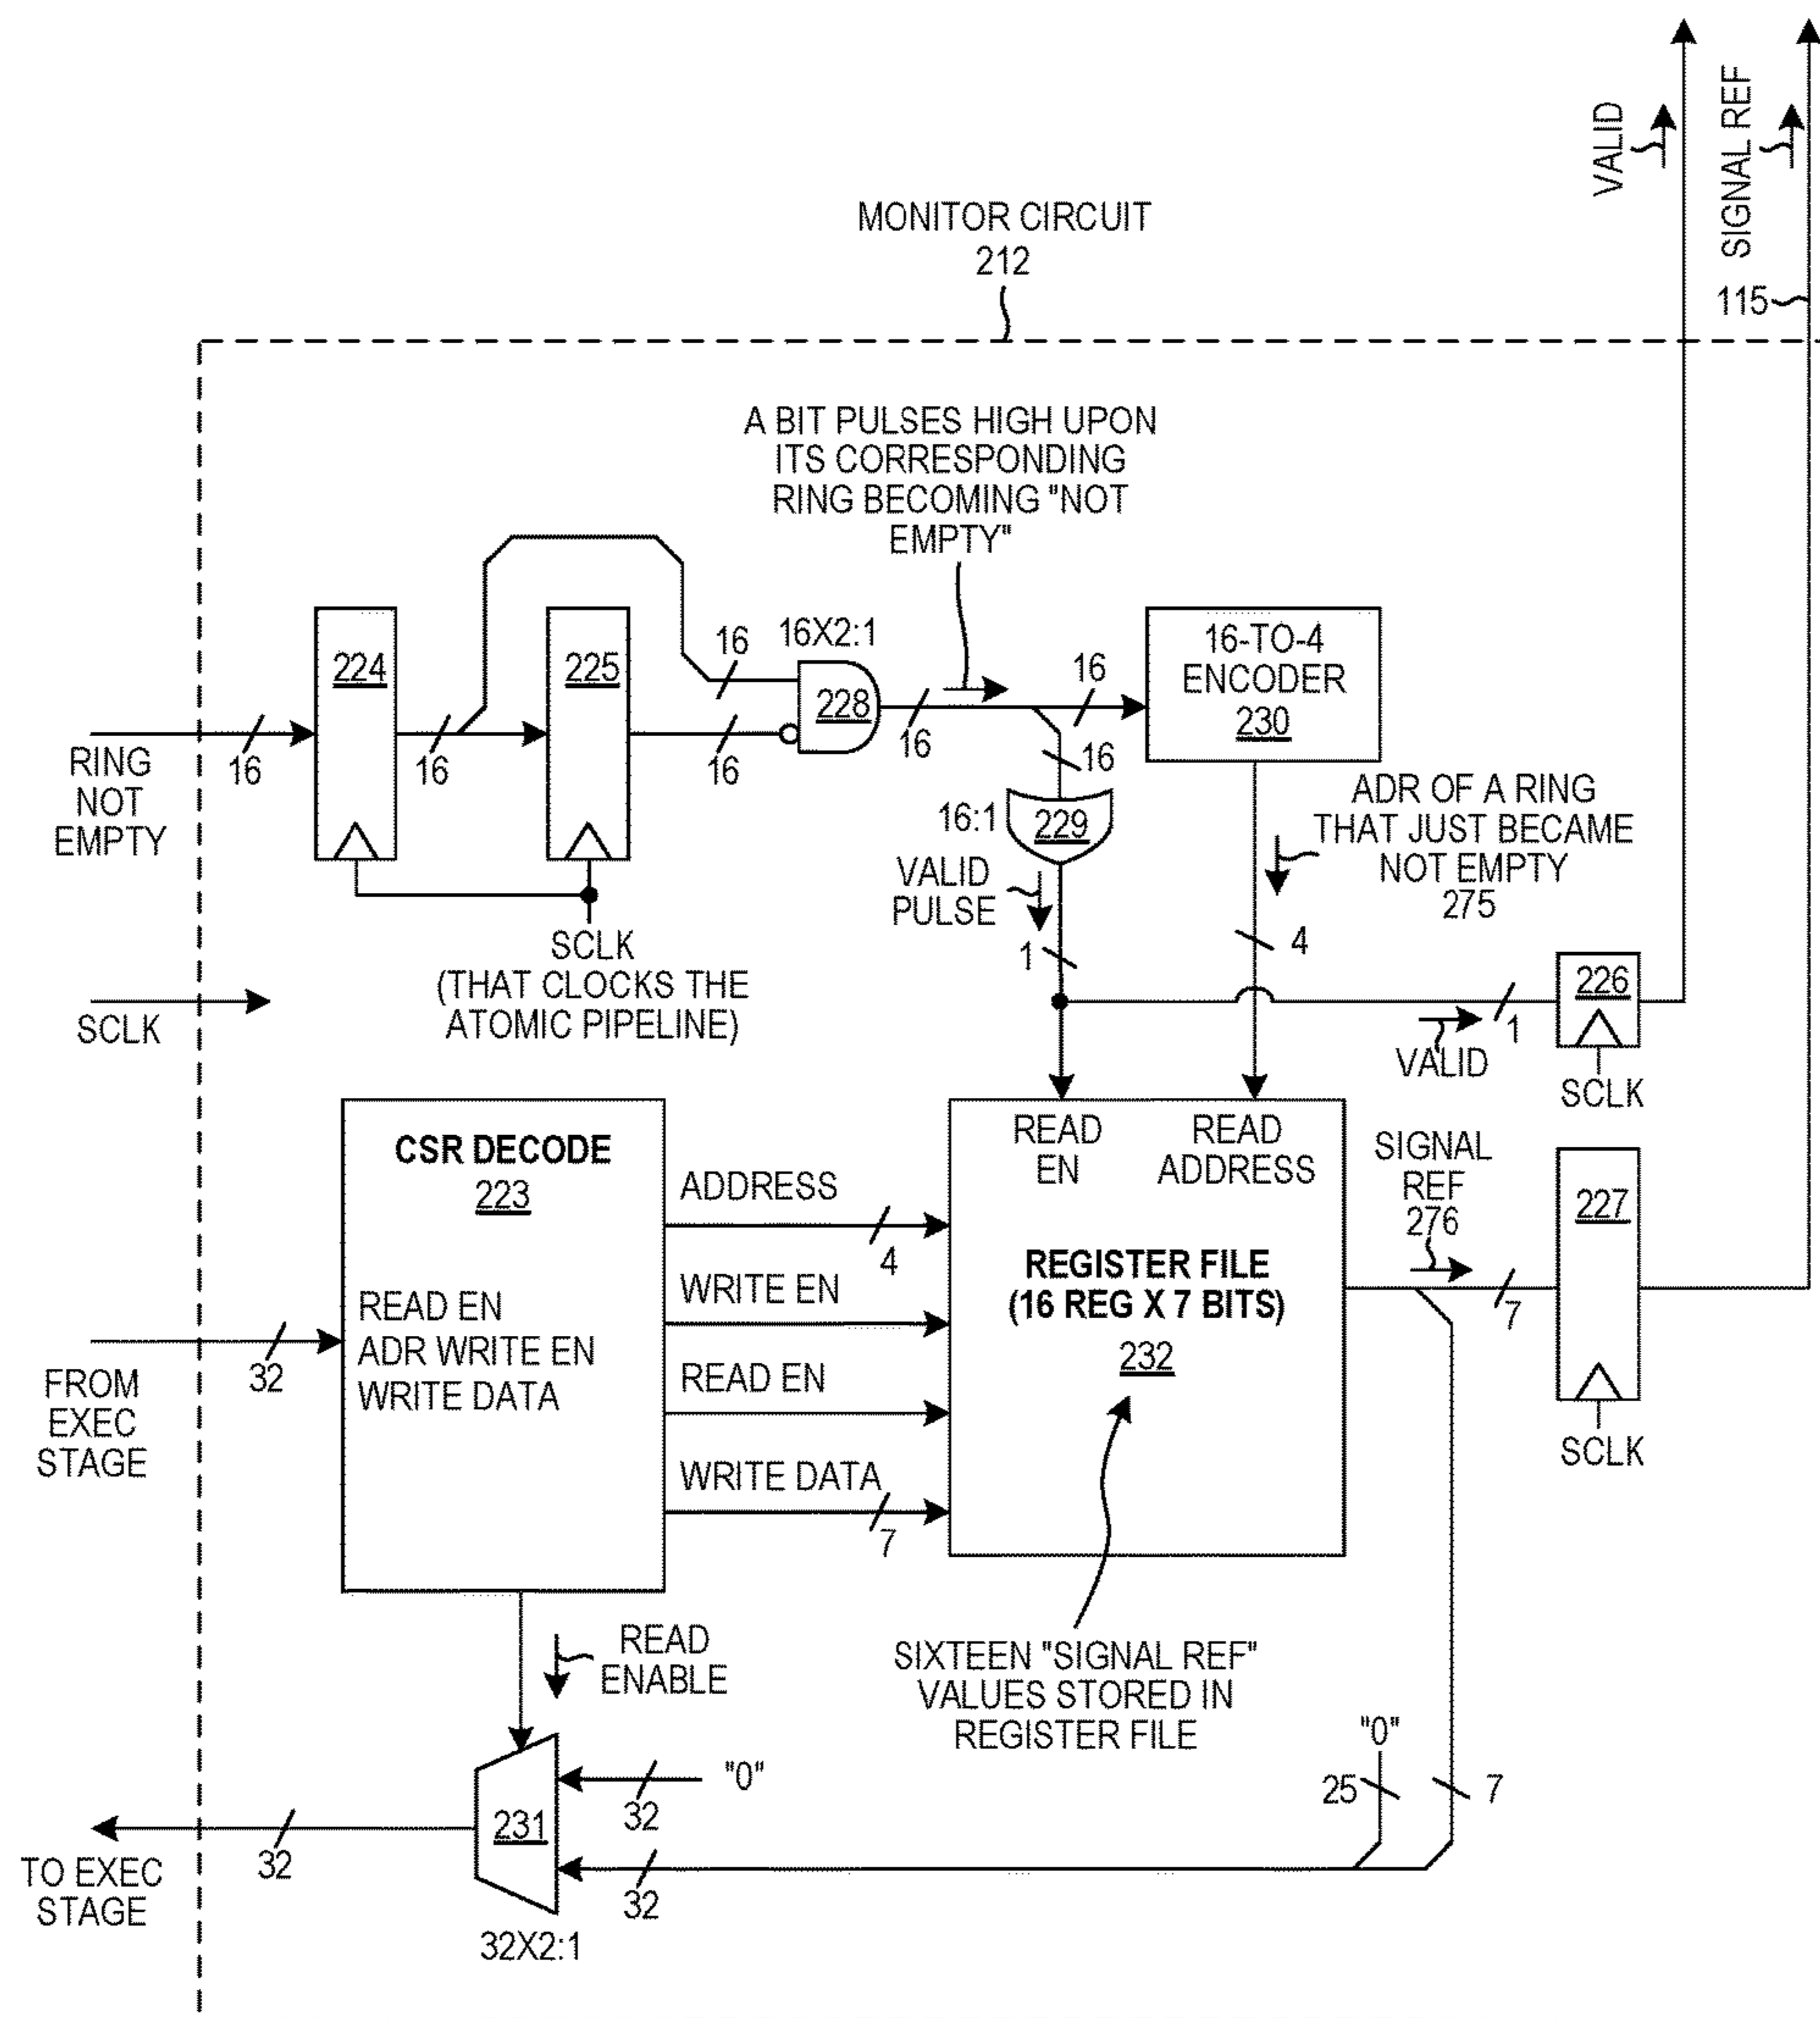 VALID
SIGNAL REF
115
MONITOR CIRCUIT
212
A BIT PULSES HIGH UPON
ITS CORRESPONDING
RING BECOMING "NOT
EMPTY"
224
225
16
16X2:1
228
16
16
16-TO-4
ENCODER
230
RING
NOT
EMPTY
16
16
16
16
16:1
229
VALID
PULSE
1
ADR OF A RING
THAT JUST BECAME
NOT EMPTY
275
4
SCLK
(THAT CLOCKS THE
ATOMIC PIPELINE)
SCLK
VALID
1
226
SCLK
CSR DECODE
223
READ EN
ADR WRITE EN
WRITE DATA
FROM
EXEC
STAGE
32
ADDRESS
4
WRITE EN
READ EN
WRITE DATA
7
READ
EN
READ
ADDRESS
REGISTER FILE
(16 REG X 7 BITS)
232
SIGNAL
REF
276
7
227
SCLK
READ
ENABLE
SIXTEEN "SIGNAL REF"
VALUES STORED IN
REGISTER FILE
"0"
25
7
"0"
32
231
32
32
TO EXEC
STAGE
32X2:1